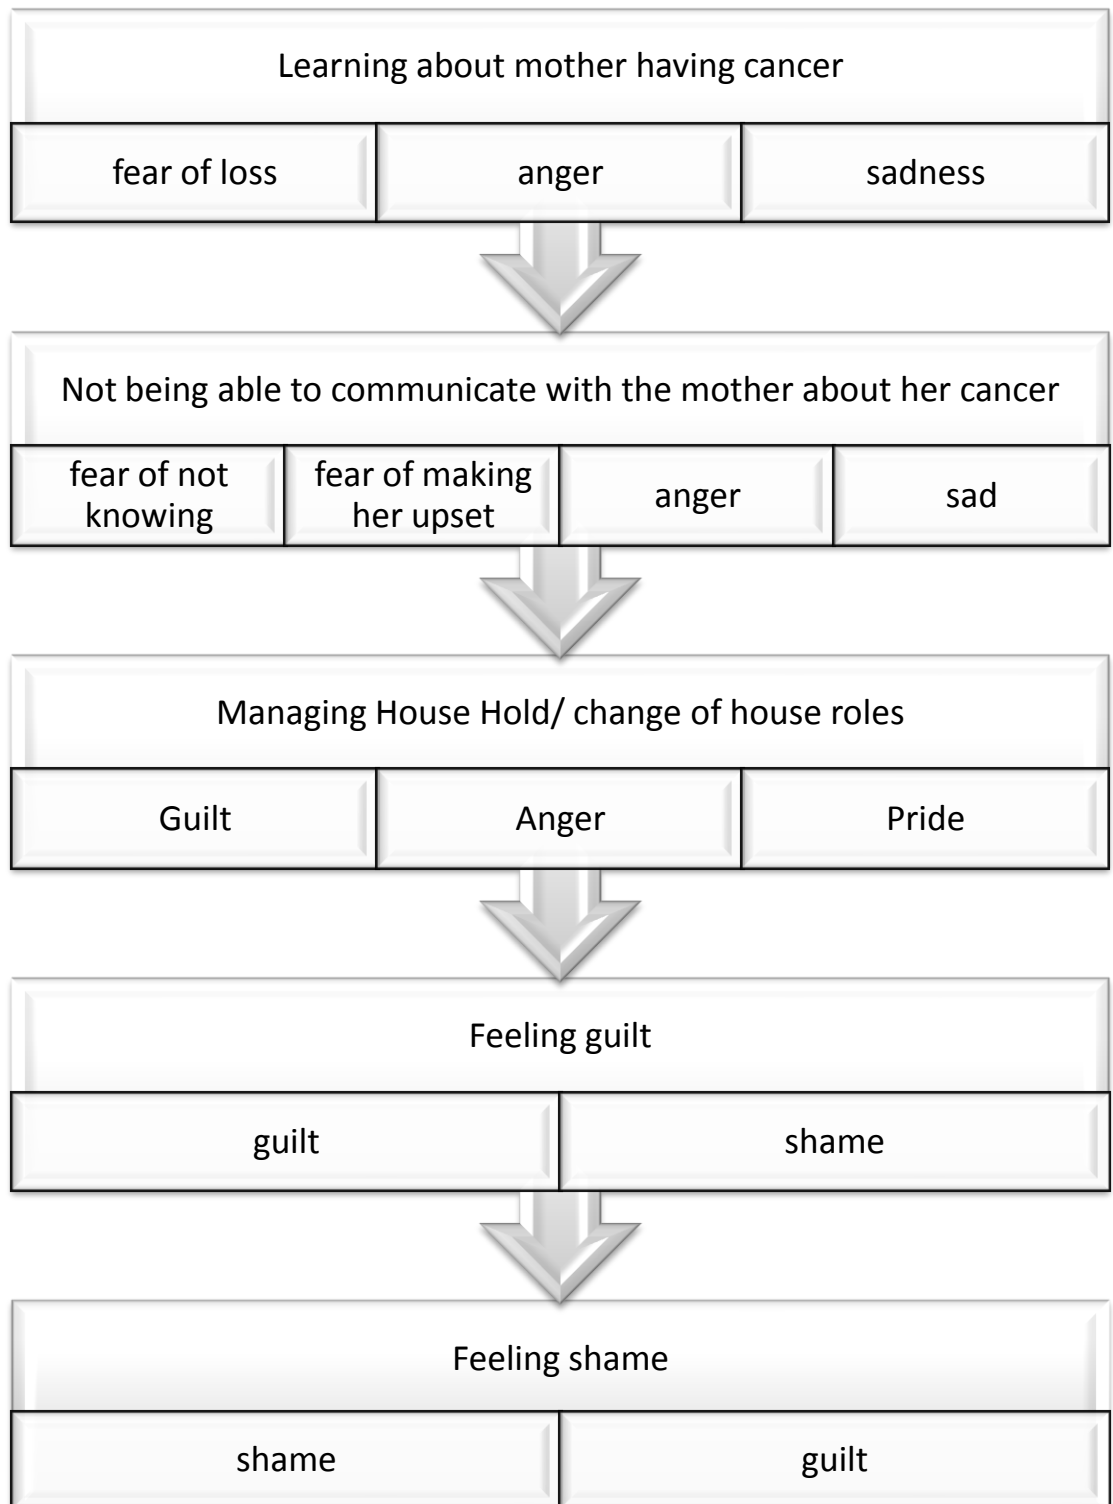 Learning about mother having cancer
fear of loss
anger
sadness
Not being able to communicate with the mother about her cancer
fear of not
knowing
fear of making
her upset
anger
sad
Managing House Hold/ change of house roles
Guilt
Anger
Pride
Feeling guilt
guilt
shame
Feeling shame
shame
guilt